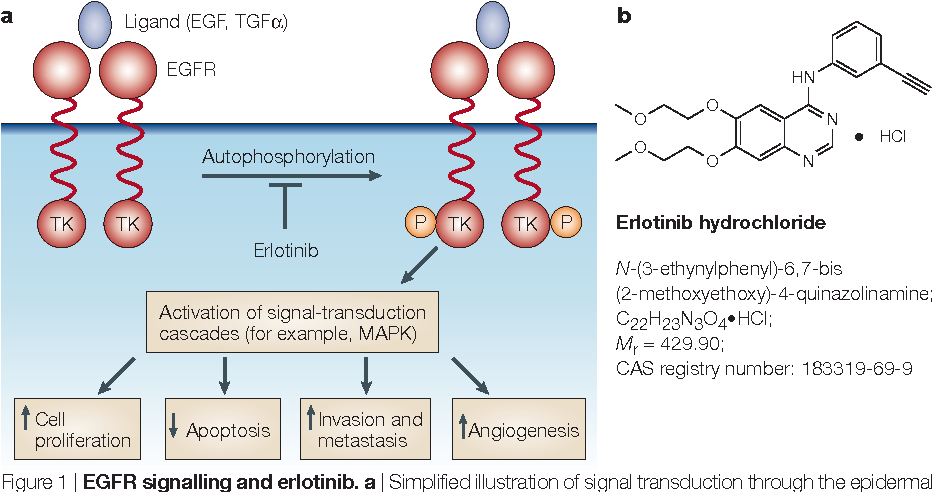 a
Ligand (EGF, TGFα)
EGFR
Autophosphorylation
Erlotinib
TK
TK
P
TK
TK
P
Activation of signal-transduction
cascades (for example, MAPK)
Cell
proliferation
Apoptosis
Invasion and
metastasis
Angiogenesis
b
HN
O
O
O
O
N
N
• HCl
Erlotinib hydrochloride
N-(3-ethynylphenyl)-6,7-bis
(2-methoxyethoxy)-4-quinazolinamine;
C₂₂H₂₃N₃O₄•HCl;
Mᵣ = 429.90;
CAS registry number: 183319-69-9
Figure 1 | EGFR signalling and erlotinib. a | Simplified illustration of signal transduction through the epidermal